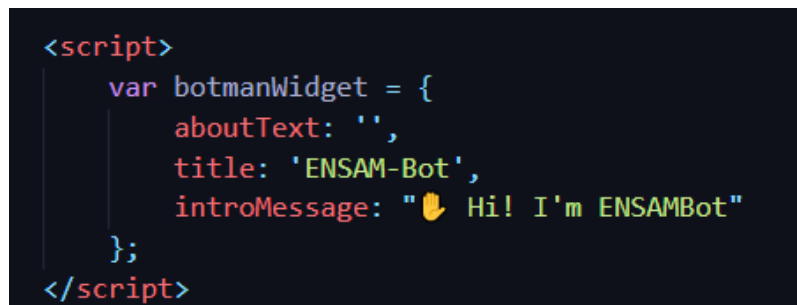 <script>
var botmanWidget = {
aboutText: '',
title: 'ENSAM-Bot',
introMessage: "✋ Hi! I'm ENSAMBot"
};
</script>